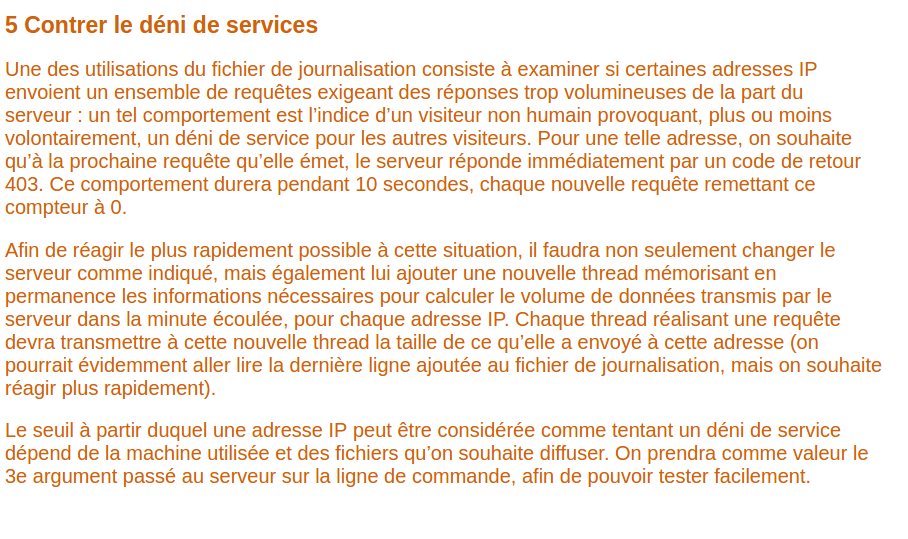 5 Contrer le déni de services
Une des utilisations du fichier de journalisation consiste à examiner si certaines adresses IP
envoient un ensemble de requêtes exigeant des réponses trop volumineuses de la part du
serveur : un tel comportement est l’indice d’un visiteur non humain provoquant, plus ou moins
volontairement, un déni de service pour les autres visiteurs. Pour une telle adresse, on souhaite
qu’à la prochaine requête qu’elle émet, le serveur réponde immédiatement par un code de retour
403. Ce comportement durera pendant 10 secondes, chaque nouvelle requête remettant ce
compteur à 0.
Afin de réagir le plus rapidement possible à cette situation, il faudra non seulement changer le
serveur comme indiqué, mais également lui ajouter une nouvelle thread mémorisant en
permanence les informations nécessaires pour calculer le volume de données transmis par le
serveur dans la minute écoulée, pour chaque adresse IP. Chaque thread réalisant une requête
devra transmettre à cette nouvelle thread la taille de ce qu’elle a envoyé à cette adresse (on
pourrait évidemment aller lire la dernière ligne ajoutée au fichier de journalisation, mais on souhaite
réagir plus rapidement).
Le seuil à partir duquel une adresse IP peut être considérée comme tentant un déni de service
dépend de la machine utilisée et des fichiers qu’on souhaite diffuser. On prendra comme valeur le
3e argument passé au serveur sur la ligne de commande, afin de pouvoir tester facilement.